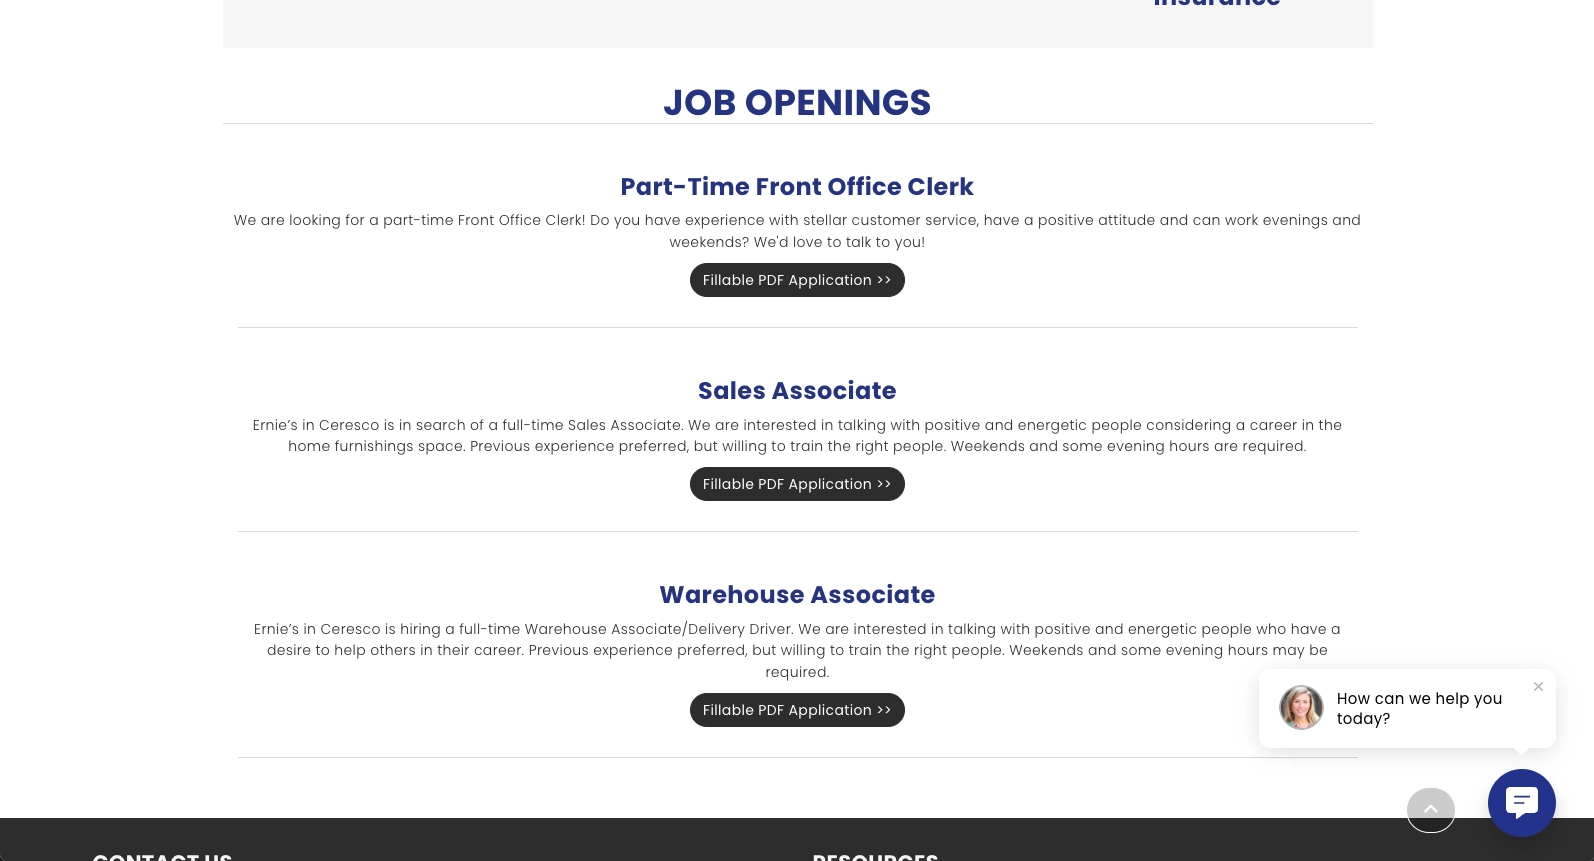 Insurance
JOB OPENINGS
Part-Time Front Office Clerk
We are looking for a part-time Front Office Clerk! Do you have experience with stellar customer service, have a positive attitude and can work evenings and
weekends? We'd love to talk to you!
Fillable PDF Application >>
Sales Associate
Ernie’s in Ceresco is in search of a full-time Sales Associate. We are interested in talking with positive and energetic people considering a career in the
home furnishings space. Previous experience preferred, but willing to train the right people. Weekends and some evening hours are required.
Fillable PDF Application >>
Warehouse Associate
Ernie’s in Ceresco is hiring a full-time Warehouse Associate/Delivery Driver. We are interested in talking with positive and energetic people who have a
desire to help others in their career. Previous experience preferred, but willing to train the right people. Weekends and some evening hours may be
required.
Fillable PDF Application >>
How can we help you
today?
CONTACT US
RESOURCES